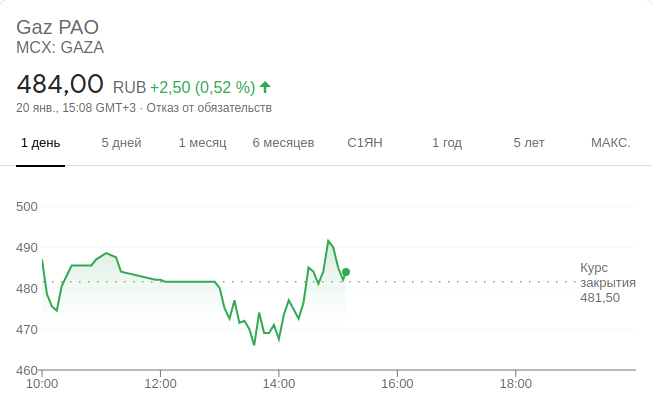 Gaz PAO
MCX: GAZA
484,00 RUB +2,50 (0,52 %)
20 янв., 15:08 GMT+3 · Отказ от обязательств
1 день 5 дней 1 месяц 6 месяцев С1ЯН 1 год 5 лет МАКС.
500
490
480
470
460
Курс
закрытия
481,50
10:00 12:00 14:00 16:00 18:00